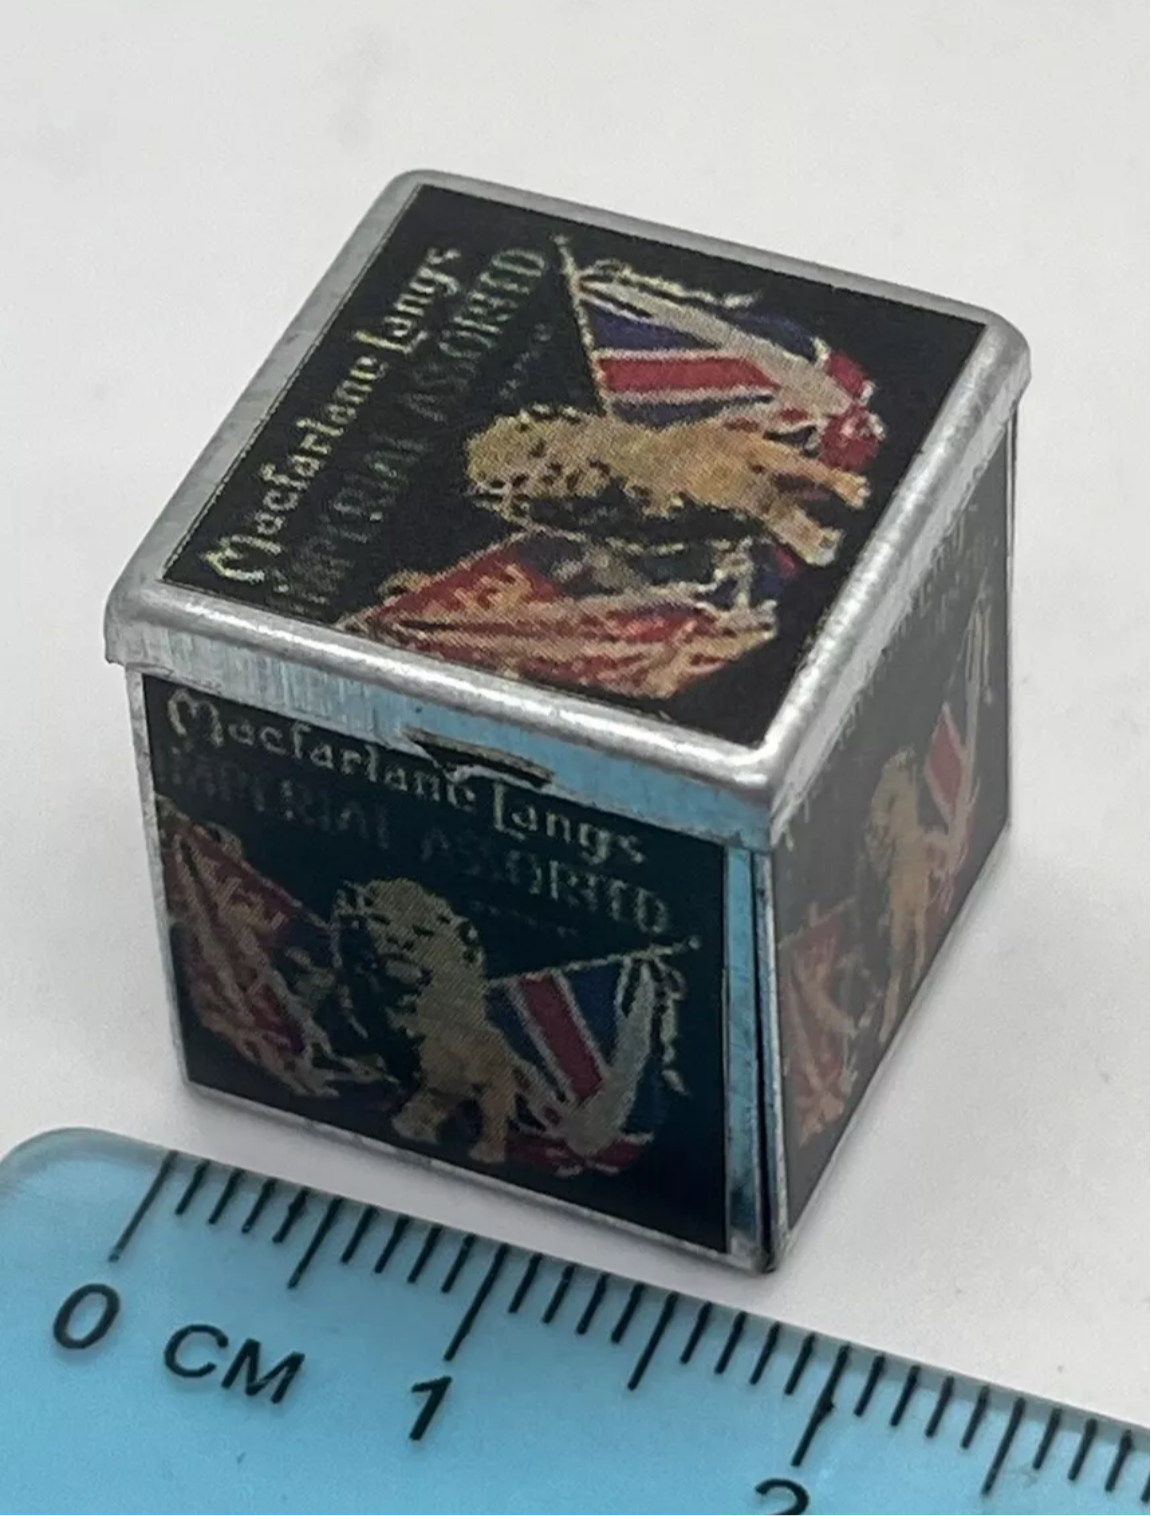 Macfarlane Langs
IMPERIAL ASSORTED
Macfarlane Langs
IMPERIAL ASSORTED
0 CM 1 2